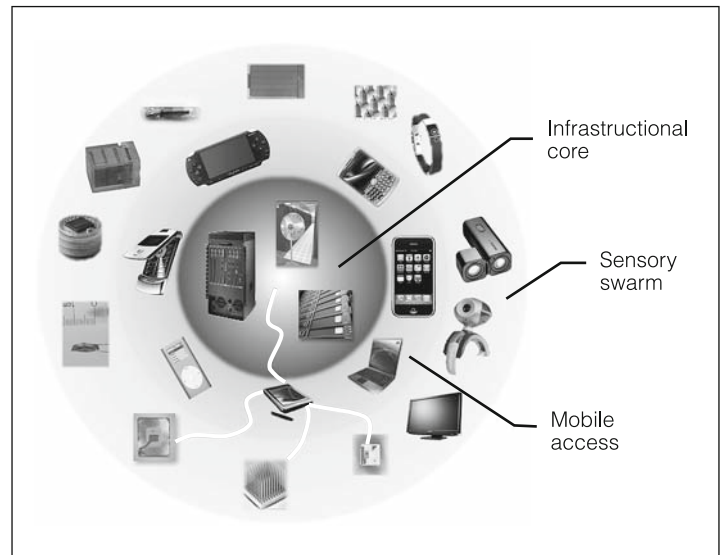 Infrastructional
core
Sensory
swarm
Mobile
access